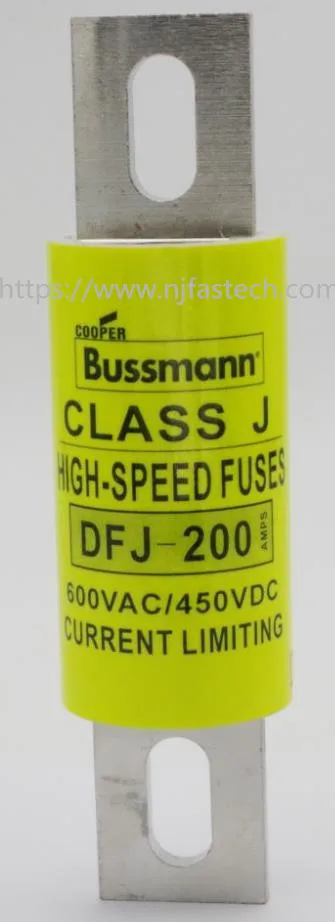 https://www.njfastech.com
COOPER
Bussmann®
CLASS J
HIGH-SPEED FUSES
DFJ-200 AMPS
600VAC/450VDC
CURRENT LIMITING